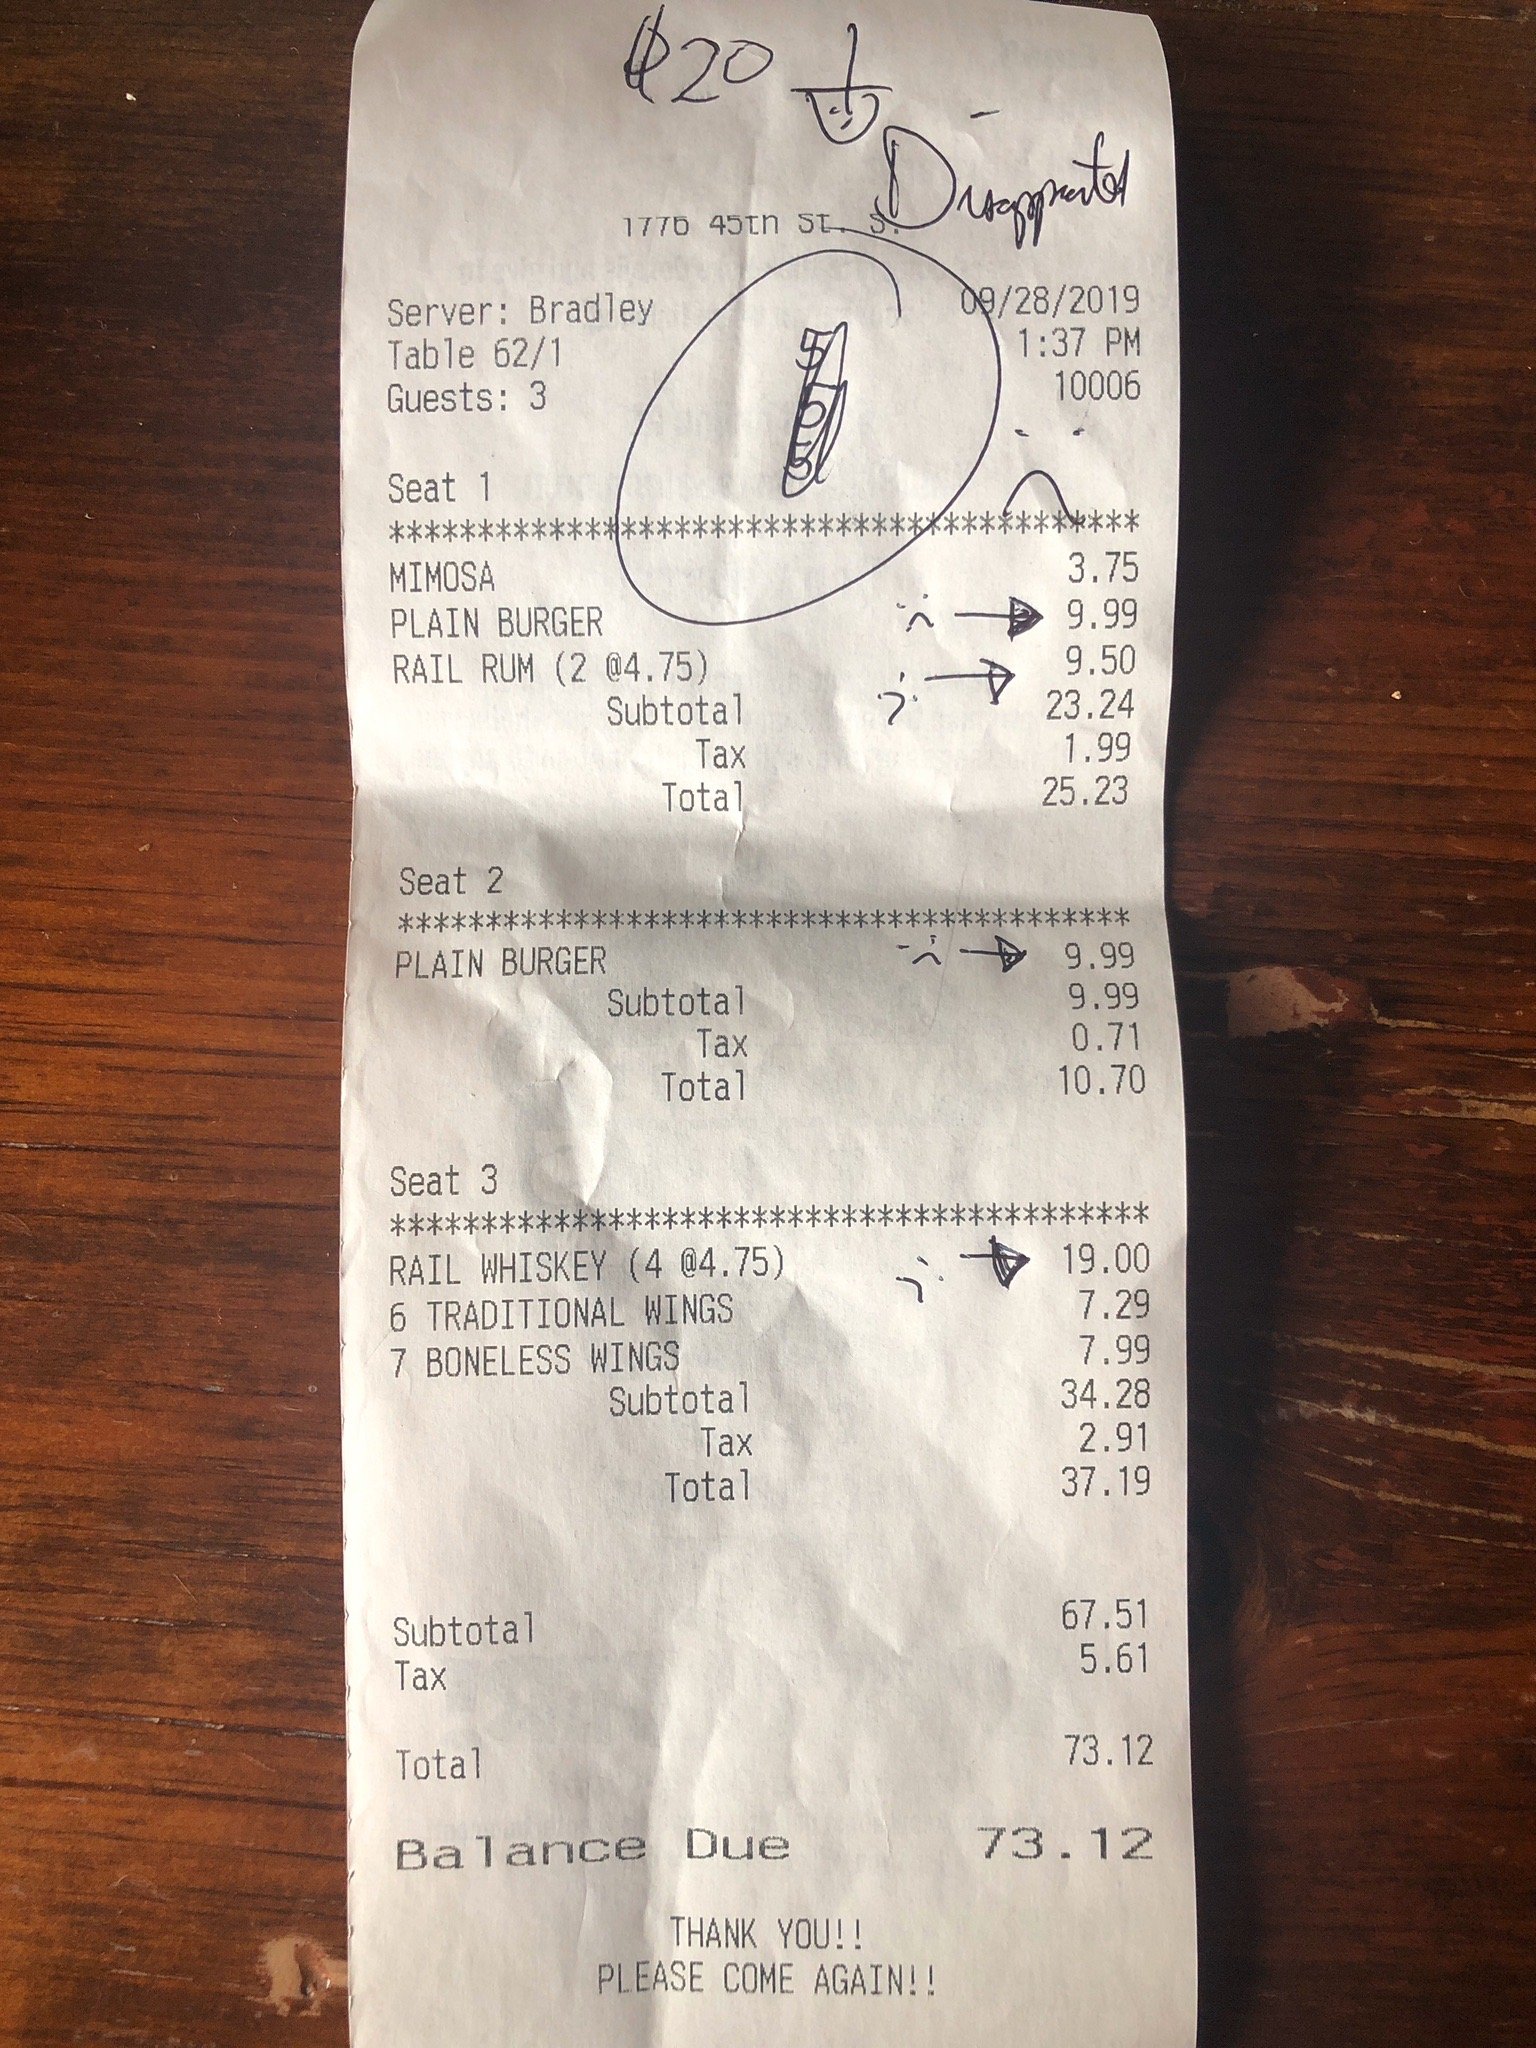 $20
Disappointed
1776 45th St. S.
Server: Bradley 09/28/2019
Table 62/1 1:37 PM
Guests: 3 10006
Seat 1
******************************************
MIMOSA 3.75
PLAIN BURGER 9.99
RAIL RUM (2 @4.75) 9.50
Subtotal 23.24
Tax 1.99
Total 25.23
Seat 2
******************************************
PLAIN BURGER 9.99
Subtotal 9.99
Tax 0.71
Total 10.70
Seat 3
******************************************
RAIL WHISKEY (4 @4.75) 19.00
6 TRADITIONAL WINGS 7.29
7 BONELESS WINGS 7.99
Subtotal 34.28
Tax 2.91
Total 37.19
Subtotal 67.51
Tax 5.61
Total 73.12
Balance Due 73.12
THANK YOU!!
PLEASE COME AGAIN!!